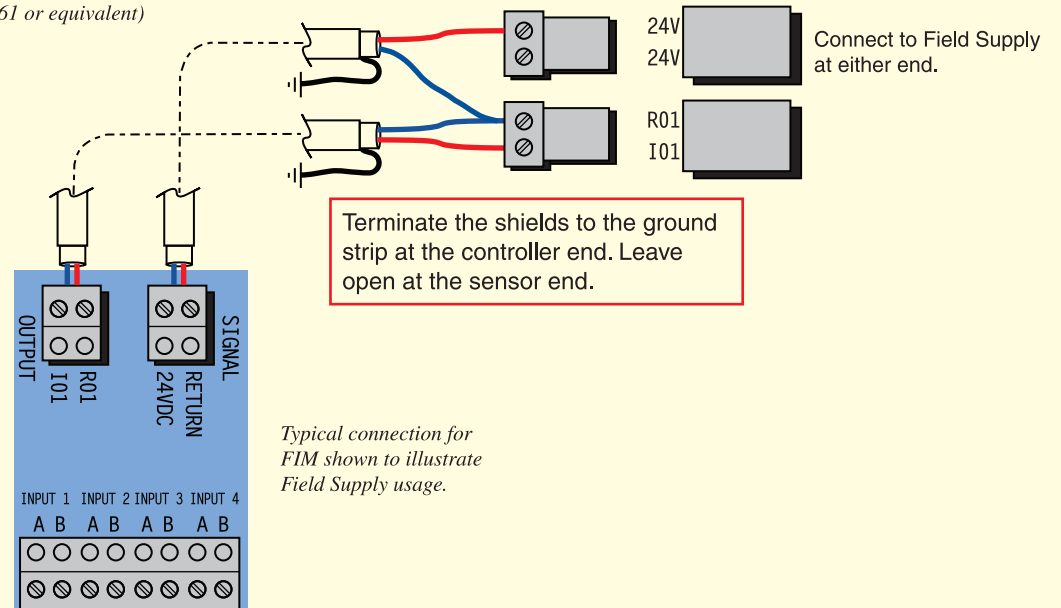 61 or equivalent)
24V
24V
Connect to Field Supply
at either end.
R01
I01
Terminate the shields to the ground
strip at the controller end. Leave
open at the sensor end.
OUTPUT
I01
R01
24VDC
RETURN
SIGNAL
Typical connection for
FIM shown to illustrate
Field Supply usage.
INPUT 1 INPUT 2 INPUT 3 INPUT 4
A B A B A B A B